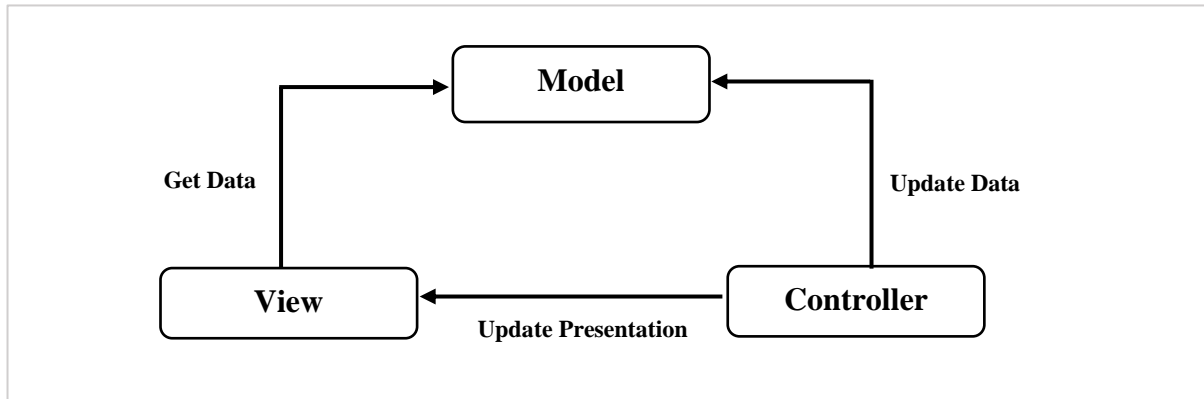 Model
Get Data
Update Data
View
Controller
Update Presentation